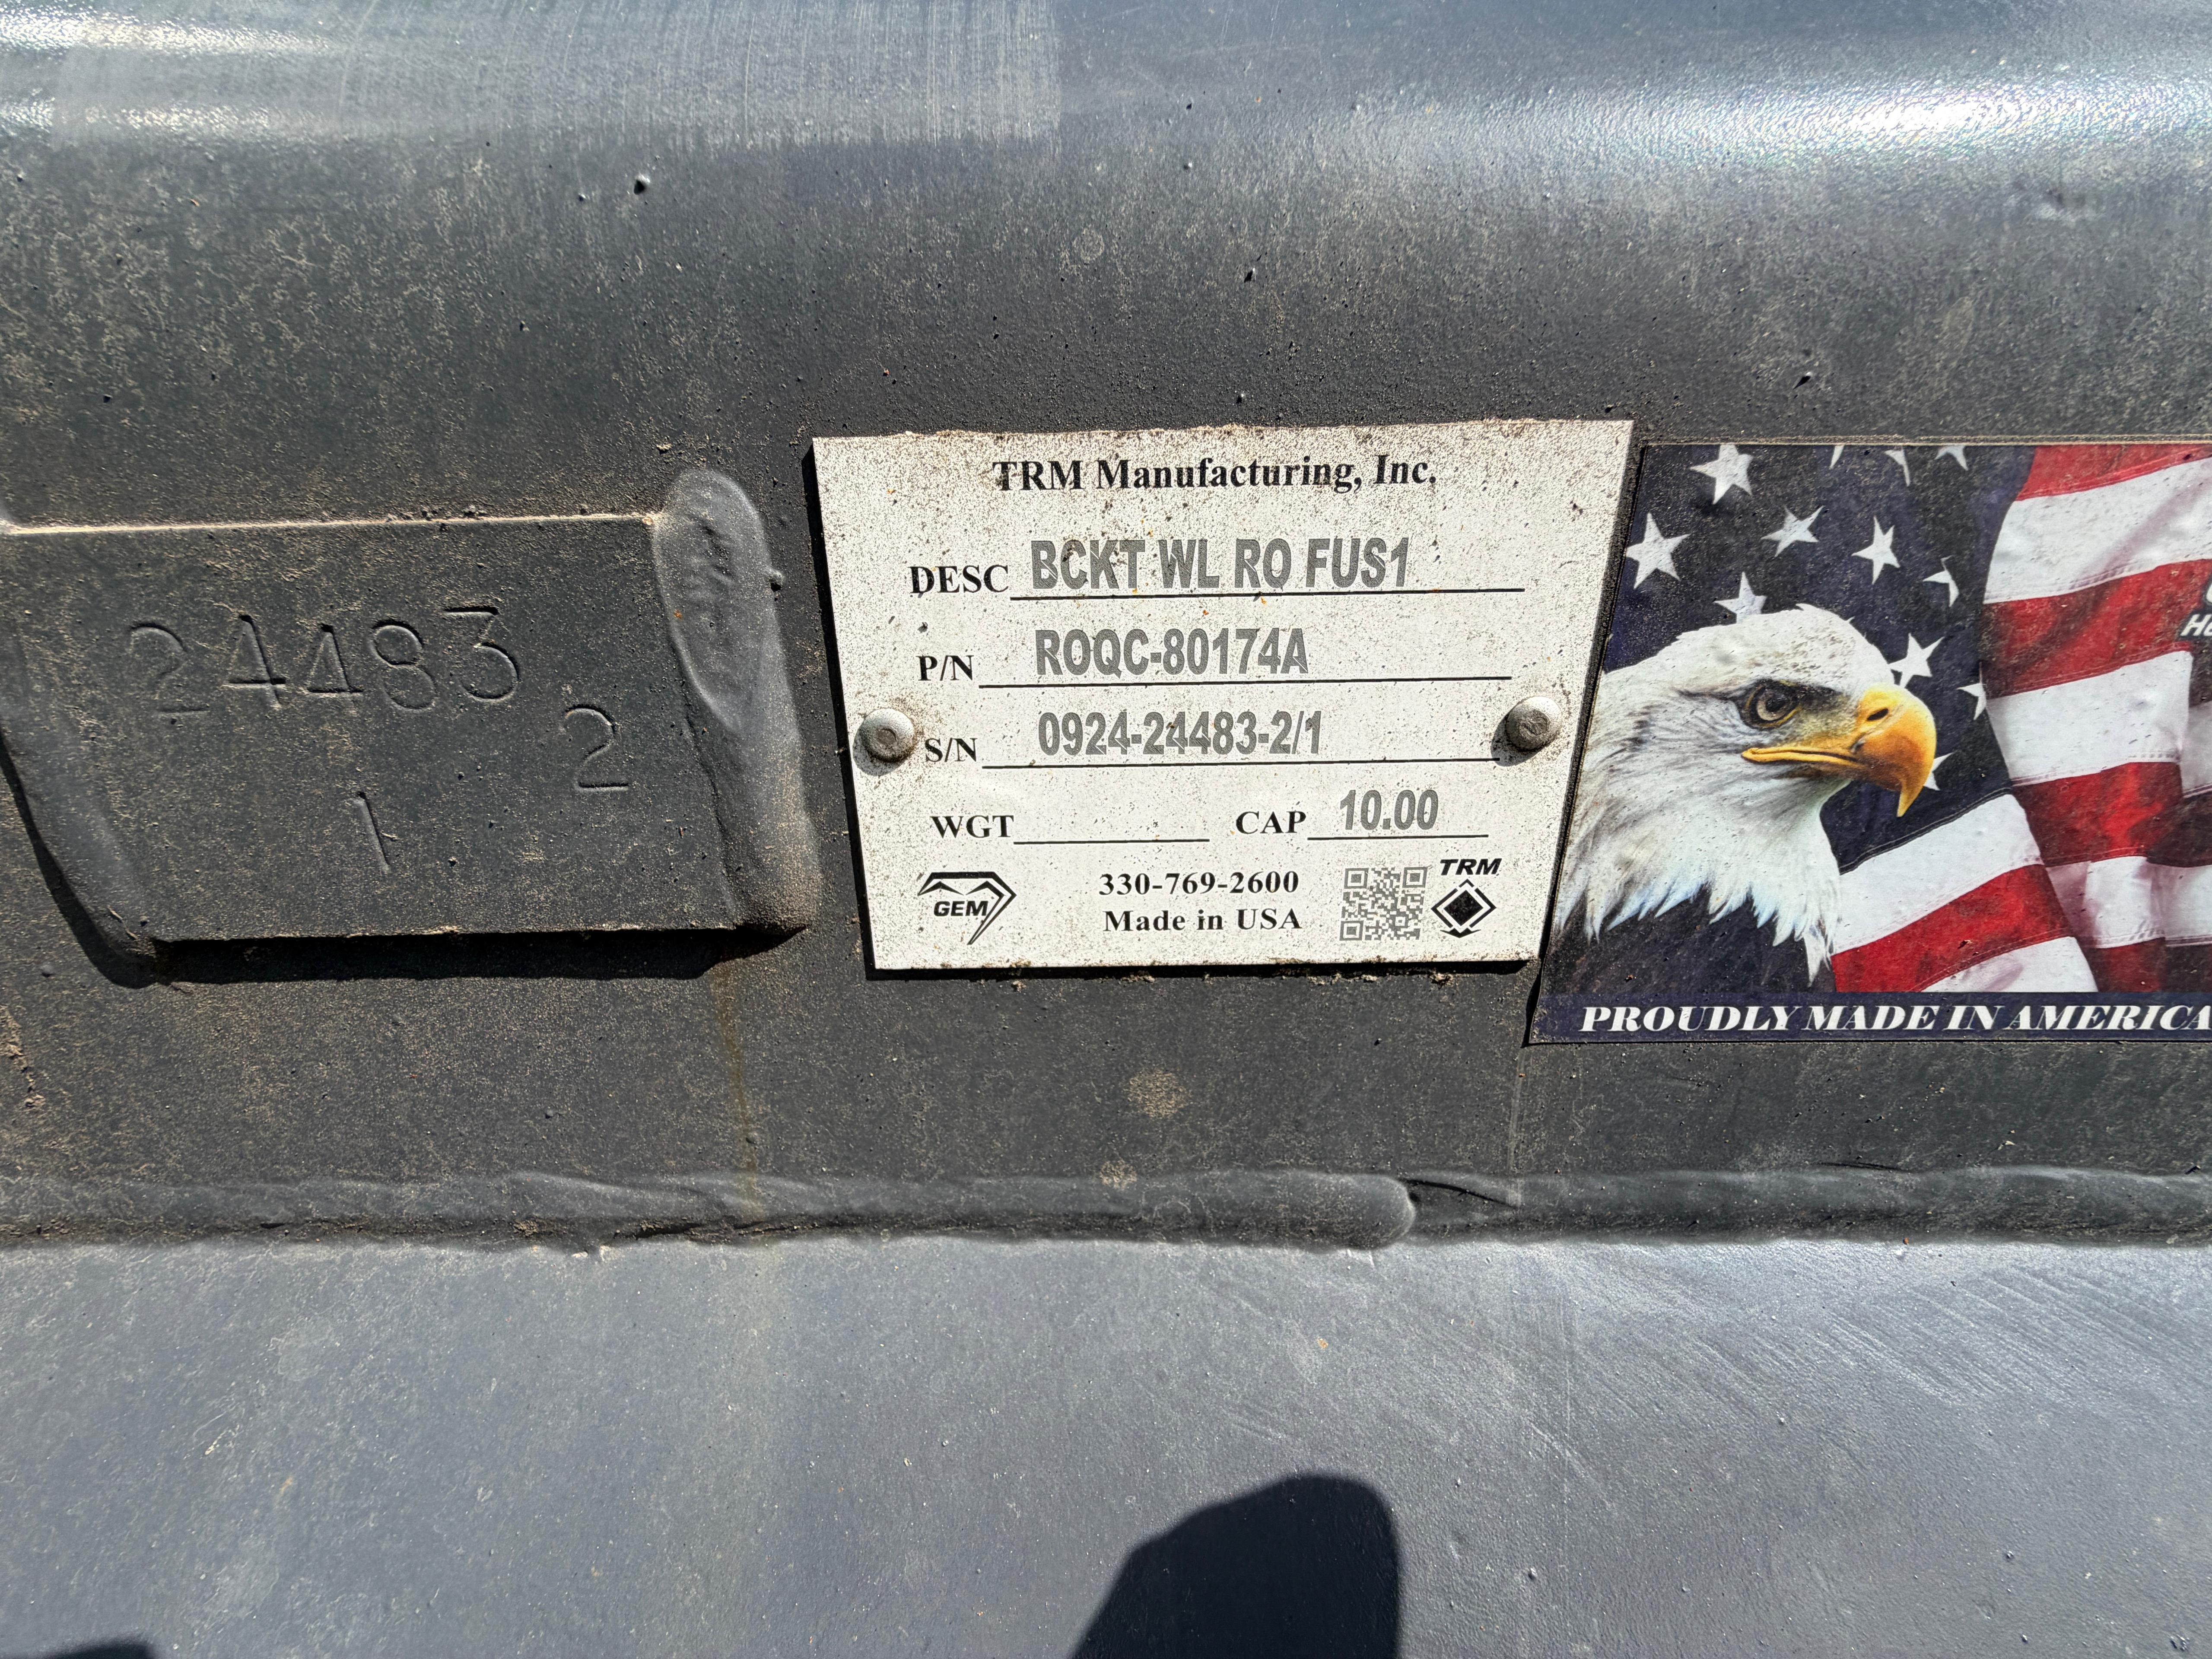 24483
2
1
TRM Manufacturing, Inc.
DESC BCKT WL RO FUS1
P/N ROQC-80174A
S/N 0924-24483-2/1
WGT CAP 10.00
GEM
330-769-2600
Made in USA
TRM
PROUDLY MADE IN AMERICA